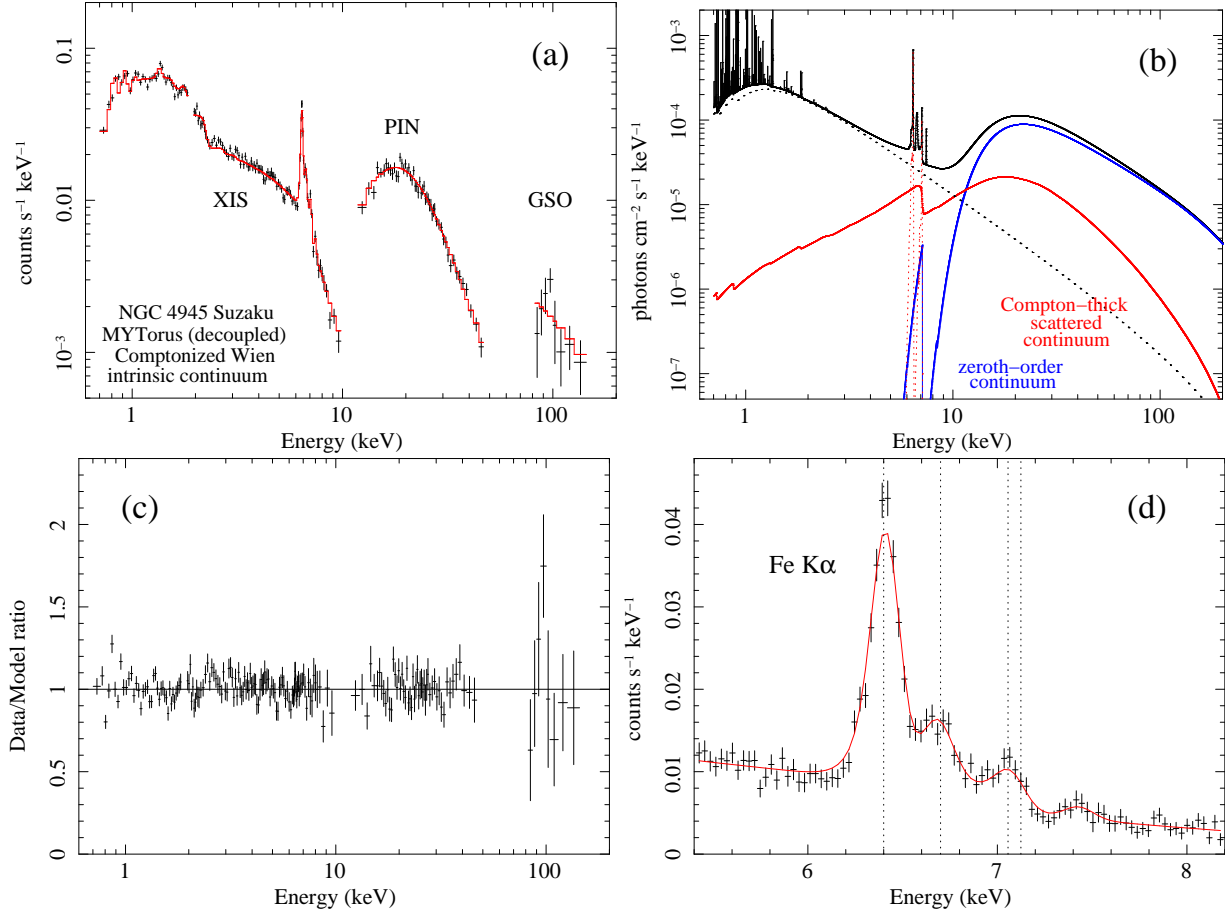 (a)
0.1
0.01
10⁻³
counts s⁻¹ keV⁻¹
XIS
PIN
GSO
NGC 4945 Suzaku
MYTorus (decoupled)
Comptonized Wien
intrinsic continuum
1
10
100
Energy (keV)
(b)
10⁻³
10⁻⁴
10⁻⁵
10⁻⁶
10⁻⁷
photons cm⁻² s⁻¹ keV⁻¹
Compton−thick
scattered
continuum
zeroth−order
continuum
1
10
100
Energy (keV)
(c)
2
1.5
1
0.5
0
Data/Model ratio
1
10
100
Energy (keV)
(d)
0.04
0.03
0.02
0.01
0
counts s⁻¹ keV⁻¹
Fe Kα
6
7
8
Energy (keV)